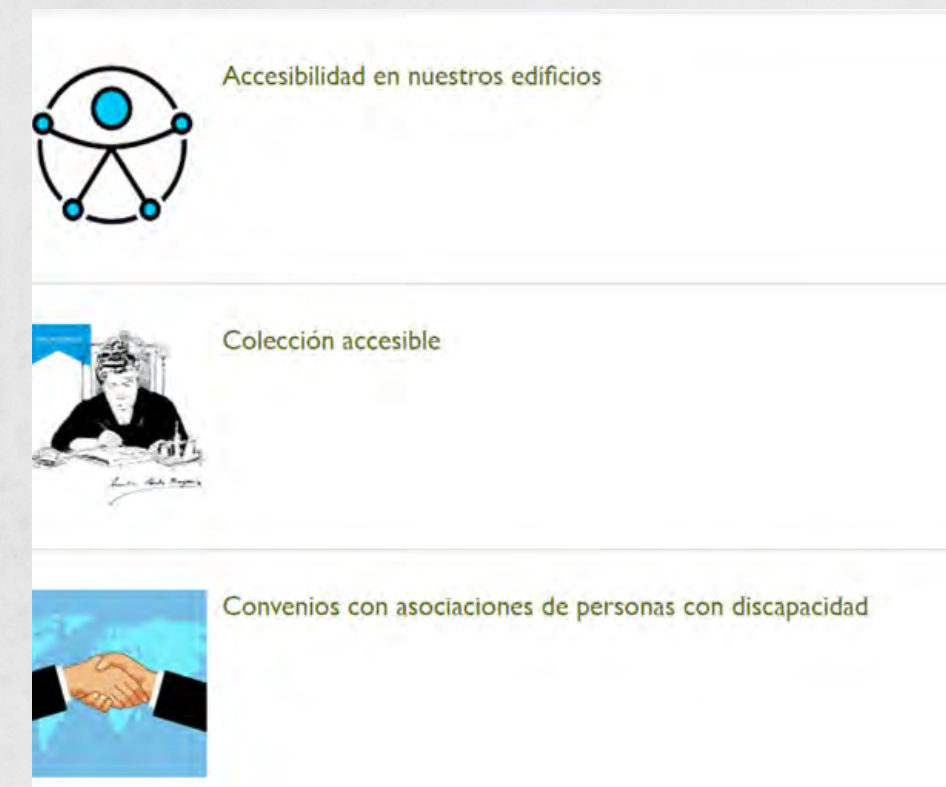 Accesibilidad en nuestros edificios
Colección accesible
Convenios con asociaciones de personas con discapacidad